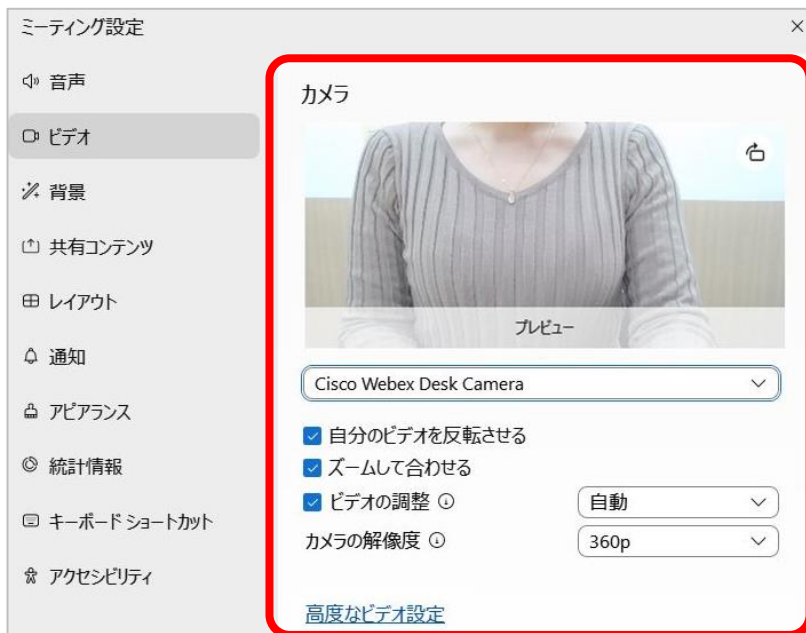 ミーティング設定
音声
ビデオ
背景
共有コンテンツ
レイアウト
通知
アピアランス
統計情報
キーボード ショートカット
アクセシビリティ
カメラ
プレビュー
Cisco Webex Desk Camera
自分のビデオを反転させる
ズームして合わせる
ビデオの調整 自動
カメラの解像度 360p
高度なビデオ設定